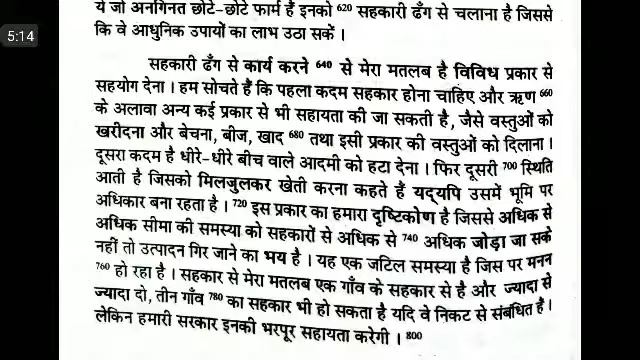 ये जो अनगिनत छोटे-छोटे फार्म हैं इनको 620 सहकारी ढँग से चलाना है जिससे
5:14
कि वे आधुनिक उपायों का लाभ उठा सकें ।
सहकारी ढँग से कार्य करने 640 से मेरा मतलब है विविध प्रकार से
सहयोग देना । हम सोचते हैं कि पहला कदम सहकार होना चाहिए और ऋण 660
के अलावा अन्य कई प्रकार से भी सहायता की जा सकती है, जैसे वस्तुओं को
खरीदना और बेचना, बीज, खाद 680 तथा इसी प्रकार की वस्तुओं को दिलाना ।
दूसरा कदम है धीरे-धीरे बीच वाले आदमी को हटा देना । फिर दूसरी 700 स्थिति
आती है जिसको मिलजुलकर खेती करना कहते हैं यद्यपि उसमें भूमि पर
अधिकार बना रहता है । 720 इस प्रकार का हमारा दृष्टिकोण है जिससे अधिक से
अधिक सीमा की समस्या को सहकारों से अधिक से 740 अधिक जोड़ा जा सके
नहीं तो उत्पादन गिर जाने का भय है । यह एक जटिल समस्या है जिस पर मनन
760 हो रहा है । सहकार से मेरा मतलब एक गाँव के सहकार से है और ज्यादा से
ज्यादा दो, तीन गाँव 780 का सहकार भी हो सकता है यदि वे निकट से संबंधित हैं ।
लेकिन हमारी सरकार इनकी भरपूर सहायता करेगी । 800